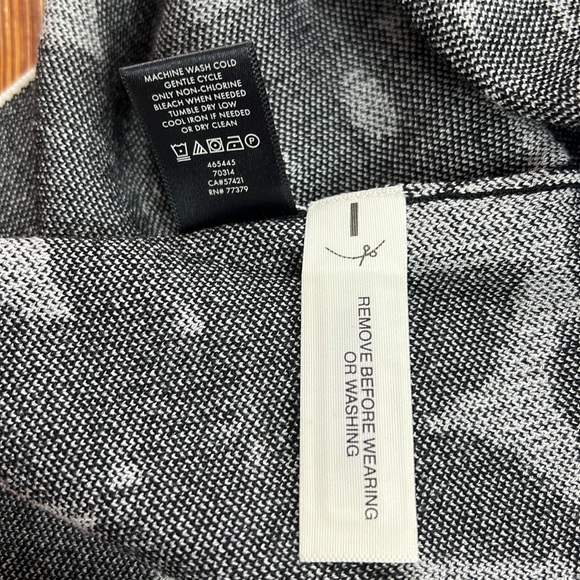 MACHINE WASH COLD
GENTLE CYCLE
ONLY NON-CHLORINE
BLEACH WHEN NEEDED
TUMBLE DRY LOW
COOL IRON IF NEEDED
OR DRY CLEAN
465445
70314
CA#57421
RN# 77379
REMOVE BEFORE WEARING
OR WASHING